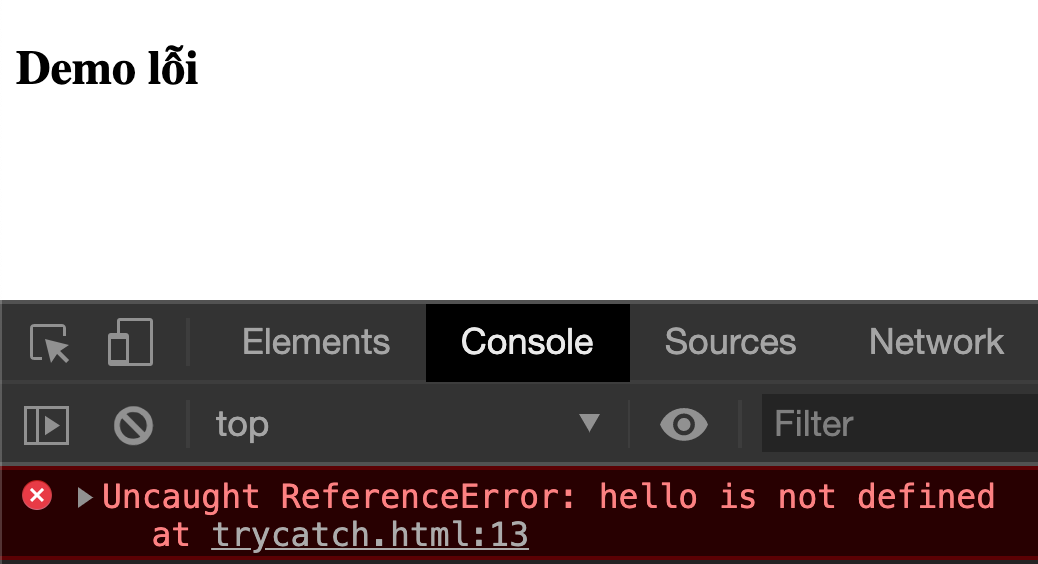 Demo lỗi
Elements Console Sources Network
top Filter
Uncaught ReferenceError: hello is not defined
at trycatch.html:13